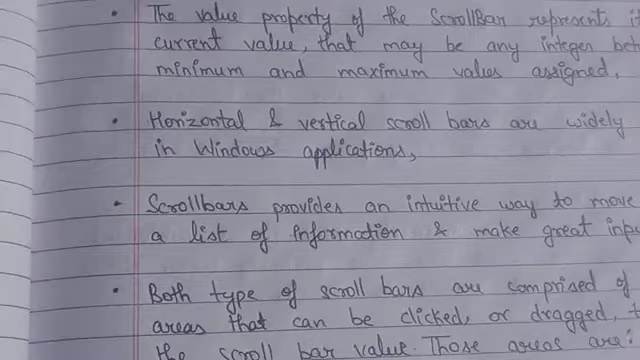 The value property of the ScrollBar represents
current value, that may be any integer
minimum and maximum values assigned.
Horizontal & vertical scroll bars are widely
in Windows applications,
Scrollbars provides an intuitive way to move
a list of Information & make great
Both type of scroll bars are comprised of
areas that can be clicked, or dragged,
the scroll bar value. Those areas are: